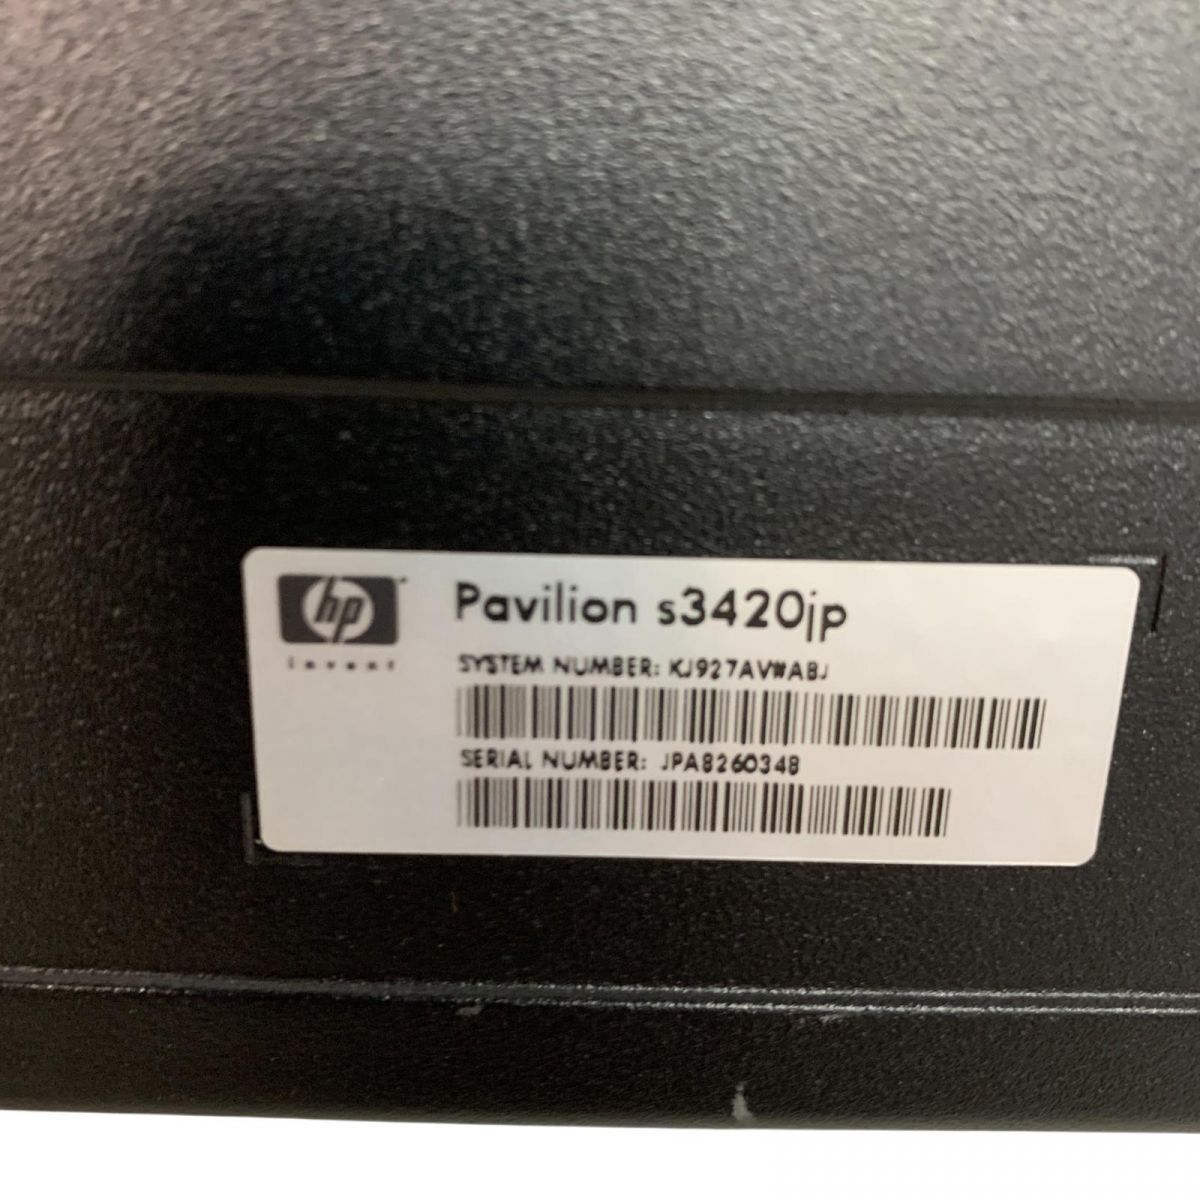 hp
invent
Pavilion s3420jp
SYSTEM NUMBER: KJ927AV#ABJ
SERIAL NUMBER: JPA8260348